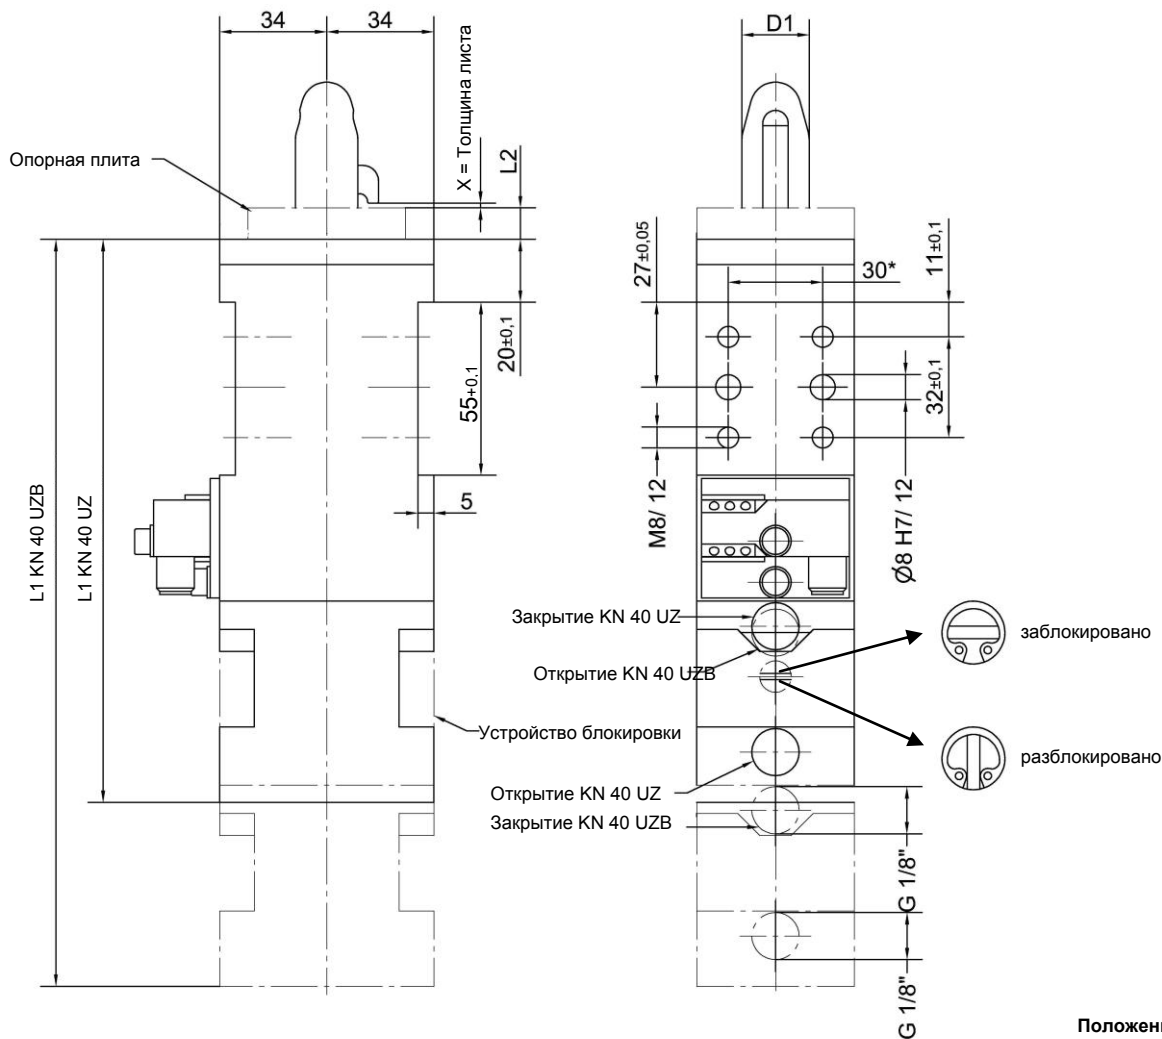 34
34
D1
Опорная плита
X = Толщина листа
L2
27±0,05
30*
11±0,1
20±0,1
55±0,1
32±0,1
5
M8/ 12
Ø8 H7/ 12
L1 KN 40 UZB
L1 KN 40 UZ
Закрытие KN 40 UZ
заблокировано
Открытие KN 40 UZB
Устройство блокировки
разблокировано
Открытие KN 40 UZ
Закрытие KN 40 UZB
G 1/8"
G 1/8"